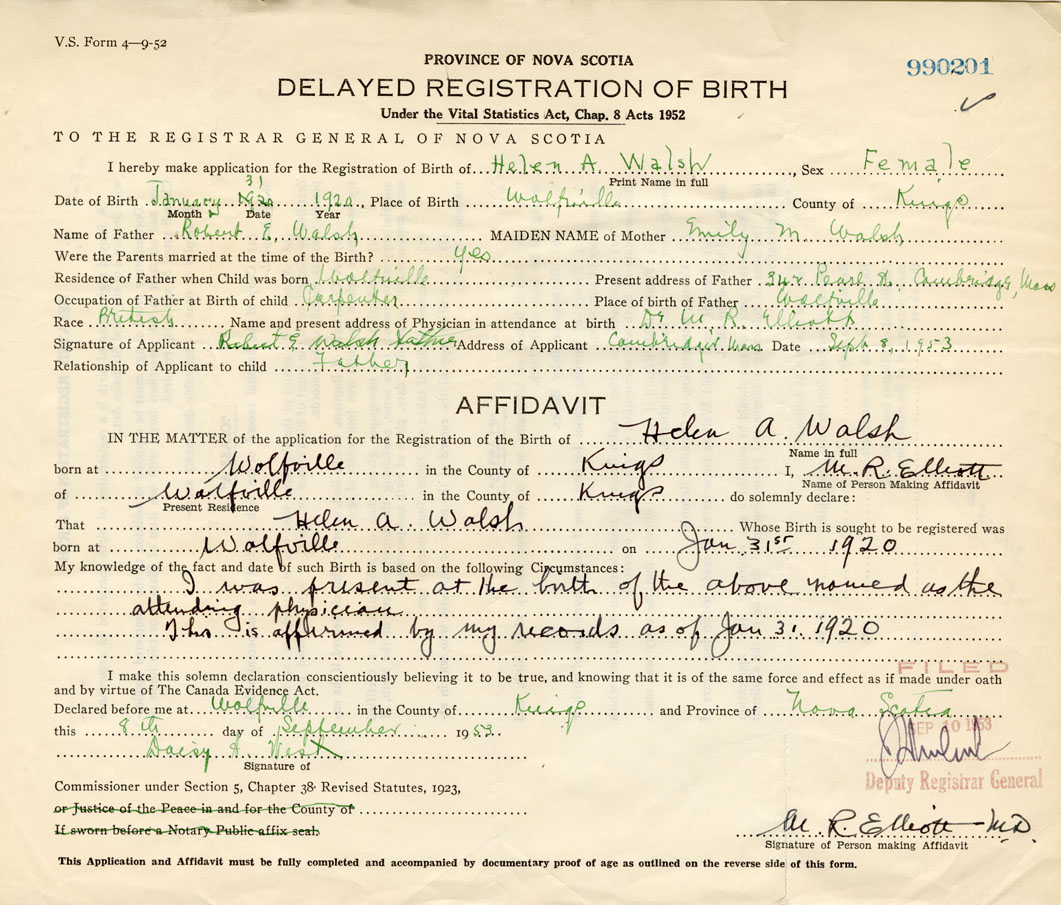 V.S. Form 4—9-52
PROVINCE OF NOVA SCOTIA
990201
DELAYED REGISTRATION OF BIRTH
Under the Vital Statistics Act, Chap. 8 Acts 1952
TO THE REGISTRAR GENERAL OF NOVA SCOTIA
I hereby make application for the Registration of Birth of Helen A. Walsh, Sex Female
Print Name in full
31
Date of Birth January 1920, Place of Birth Wolfville County of Kings
Month Date Year
Name of Father Robert E. Walsh MAIDEN NAME of Mother Emily M. Walsh
Were the Parents married at the time of the Birth? Yes
Residence of Father when Child was born Wolfville Present address of Father Pearl St. Cambridge, Mass
Occupation of Father at Birth of child Carpenter Place of birth of Father Wolfville
Race British Name and present address of Physician in attendance at birth Dr M. R. Elliott
Signature of Applicant Robert E Walsh Father Address of Applicant Cambridge Mass. Date Sept 8, 1953
Relationship of Applicant to child Father
AFFIDAVIT
IN THE MATTER of the application for the Registration of the Birth of Helen A Walsh
Name in full
born at Wolfville in the County of Kings I, M. R. Elliott
Name of Person Making Affidavit
of Wolfville in the County of Kings do solemnly declare:
Present Residence
That Helen A. Walsh Whose Birth is sought to be registered was
born at Wolfville on Jan 31st 1920
My knowledge of the fact and date of such Birth is based on the following Circumstances:
I was present at the birth of the above named as the
attending physician
This is affirmed by my records as of Jan 31. 1920
FILED
I make this solemn declaration conscientiously believing it to be true, and knowing that it is of the same force and effect as if made under oath
and by virtue of The Canada Evidence Act.
Declared before me at Wolfville in the County of Kings and Province of Nova Scotia
this 8th day of September 1953.
SEP 10 1953
Daisy A. West
Signature of
Deputy Registrar General
Commissioner under Section 5, Chapter 38 Revised Statutes, 1923,
or Justice of the Peace in and for the County of
If sworn before a Notary Public affix seal.
M. R. Elliott - M.D.
Signature of Person making Affidavit
This Application and Affidavit must be fully completed and accompanied by documentary proof of age as outlined on the reverse side of this form.